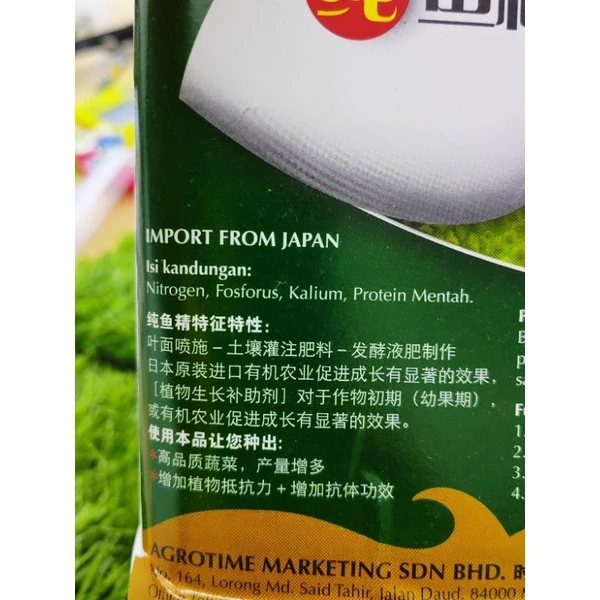 纯
IMPORT FROM JAPAN
Isi kandungan:
Nitrogen, Fosforus, Kalium, Protein Mentah.
纯鱼精特征特性：
叶面喷施 – 土壤灌注肥料 – 发酵液肥制作
日本原装进口有机农业促进成长有显著的效果，
［植物生长补助剂］对于作物初期（幼果期），
或有机农业促进成长有显著的效果。
使用本品让您种出：
*高品质蔬菜，产量增多
*增加植物抵抗力 + 增加抗体功效
1.
2.
3.
4.
AGROTIME MARKETING SDN BHD.
No. 164, Lorong Md. Said Tahir, Jalan Daud, 84000